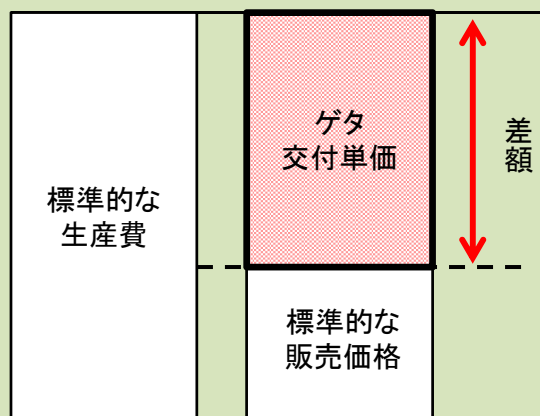 標準的な
生産費
ゲタ
交付単価
標準的な
販売価格
差額